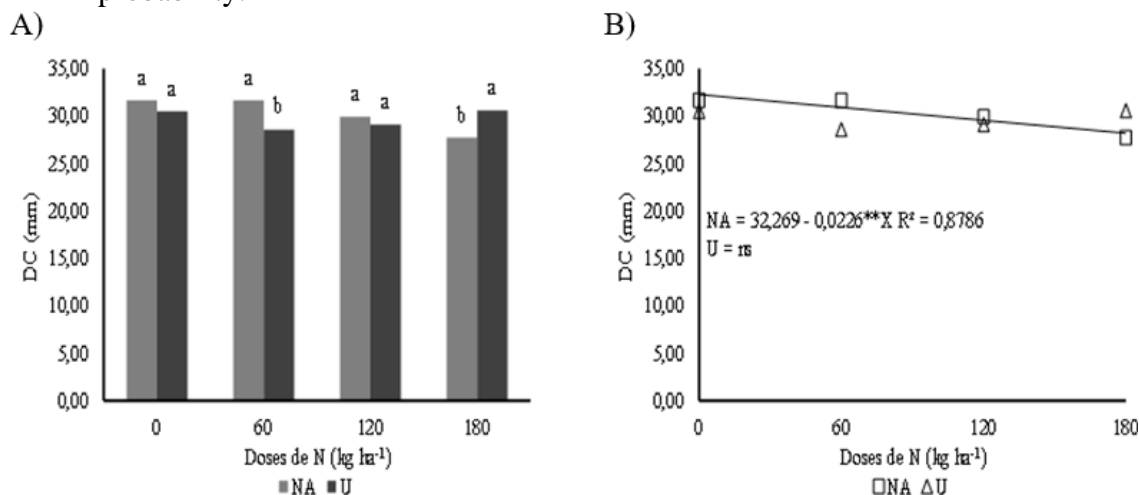 A)
DC (mm)
35,00
30,00
25,00
20,00
15,00
10,00
5,00
0,00
a a a b a a b a
0 60 120 180
Doses de N (kg ha⁻¹)
NA U
B)
DC (mm)
35,00
30,00
25,00
20,00
15,00
10,00
5,00
0,00
NA = 32,269 - 0,0226**X R² = 0,8786
U = ns
0 60 120 180
Doses de N (kg ha⁻¹)
NA U